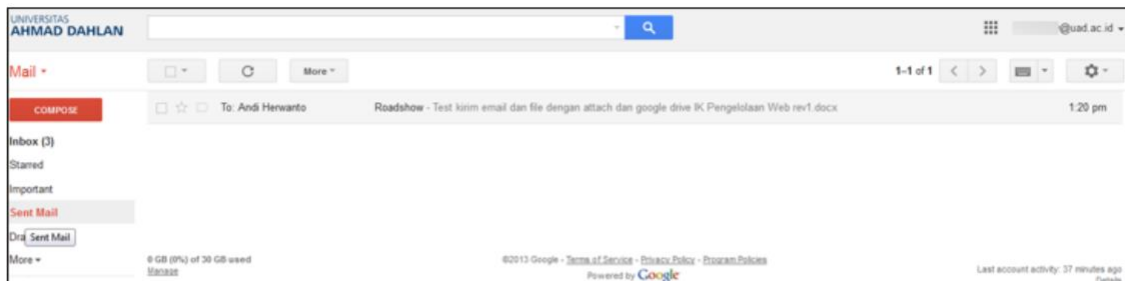 UNIVERSITAS
AHMAD DAHLAN
@uad.ac.id
Mail
More
1–1 of 1
COMPOSE
To: Andi Herwanto Roadshow - Test kirim email dan file dengan attach dan google drive IK Pengelolaan Web rev1.docx 1:20 pm
Inbox (3)
Starred
Important
Sent Mail
Dra Sent Mail
More
0 GB (0%) of 30 GB used
Manage
©2013 Google - Terms of Service - Privacy Policy - Program Policies
Powered by Google
Last account activity: 37 minutes ago
Details